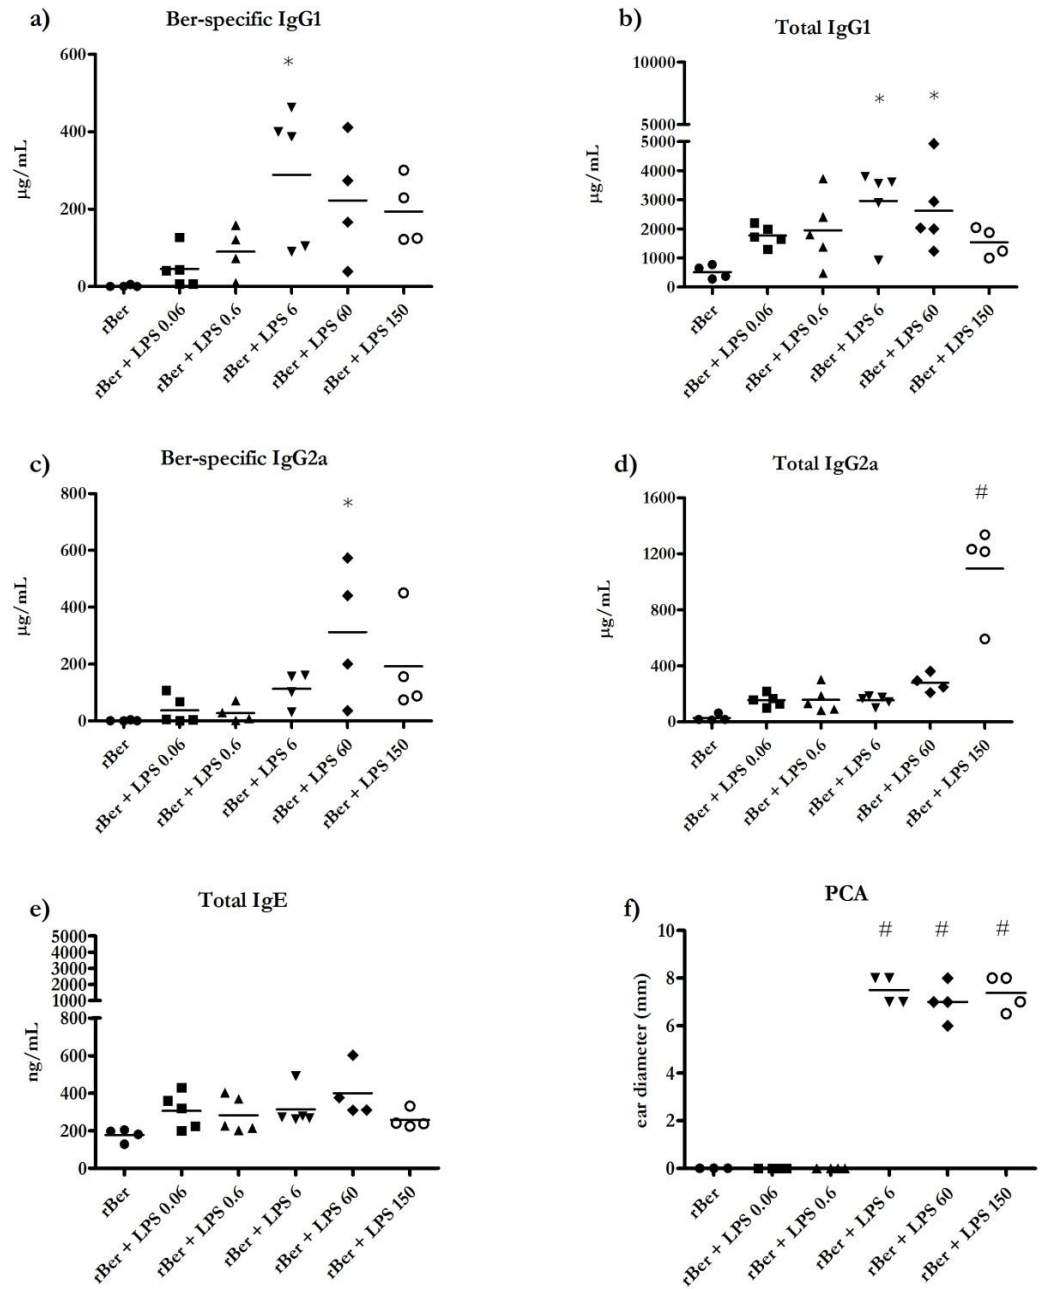 a)
Ber-specific IgG1
*
600
400
200
0
μg/mL
rBer
rBer + LPS 0.06
rBer + LPS 0.6
rBer + LPS 6
rBer + LPS 60
rBer + LPS 150
b)
Total IgG1
* *
10000
5000
5000
4000
3000
2000
1000
0
μg/mL
rBer
rBer + LPS 0.06
rBer + LPS 0.6
rBer + LPS 6
rBer + LPS 60
rBer + LPS 150
c)
Ber-specific IgG2a
*
800
600
400
200
0
μg/mL
rBer
rBer + LPS 0.06
rBer + LPS 0.6
rBer + LPS 6
rBer + LPS 60
rBer + LPS 150
d)
Total IgG2a
#
1600
1200
800
400
0
μg/mL
rBer
rBer + LPS 0.06
rBer + LPS 0.6
rBer + LPS 6
rBer + LPS 60
rBer + LPS 150
e)
Total IgE
5000
4000
3000
2000
1000
800
600
400
200
0
ng/mL
rBer
rBer + LPS 0.06
rBer + LPS 0.6
rBer + LPS 6
rBer + LPS 60
rBer + LPS 150
f)
PCA
# # #
10
8
6
4
2
0
ear diameter (mm)
rBer
rBer + LPS 0.06
rBer + LPS 0.6
rBer + LPS 6
rBer + LPS 60
rBer + LPS 150